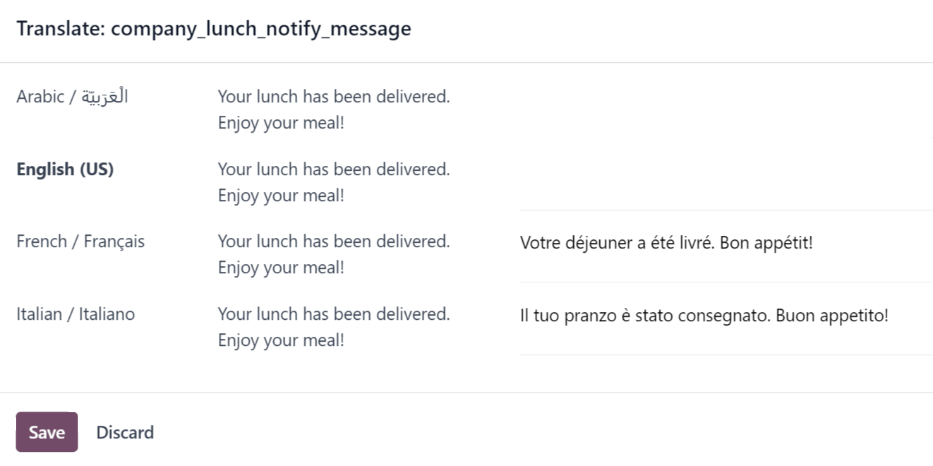 Translate: company_lunch_notify_message
Arabic / الْعَرَبيّة
Your lunch has been delivered.
Enjoy your meal!
English (US)
Your lunch has been delivered.
Enjoy your meal!
French / Français
Your lunch has been delivered.
Enjoy your meal!
Votre déjeuner a été livré. Bon appétit!
Italian / Italiano
Your lunch has been delivered.
Enjoy your meal!
Il tuo pranzo è stato consegnato. Buon appetito!
Save
Discard